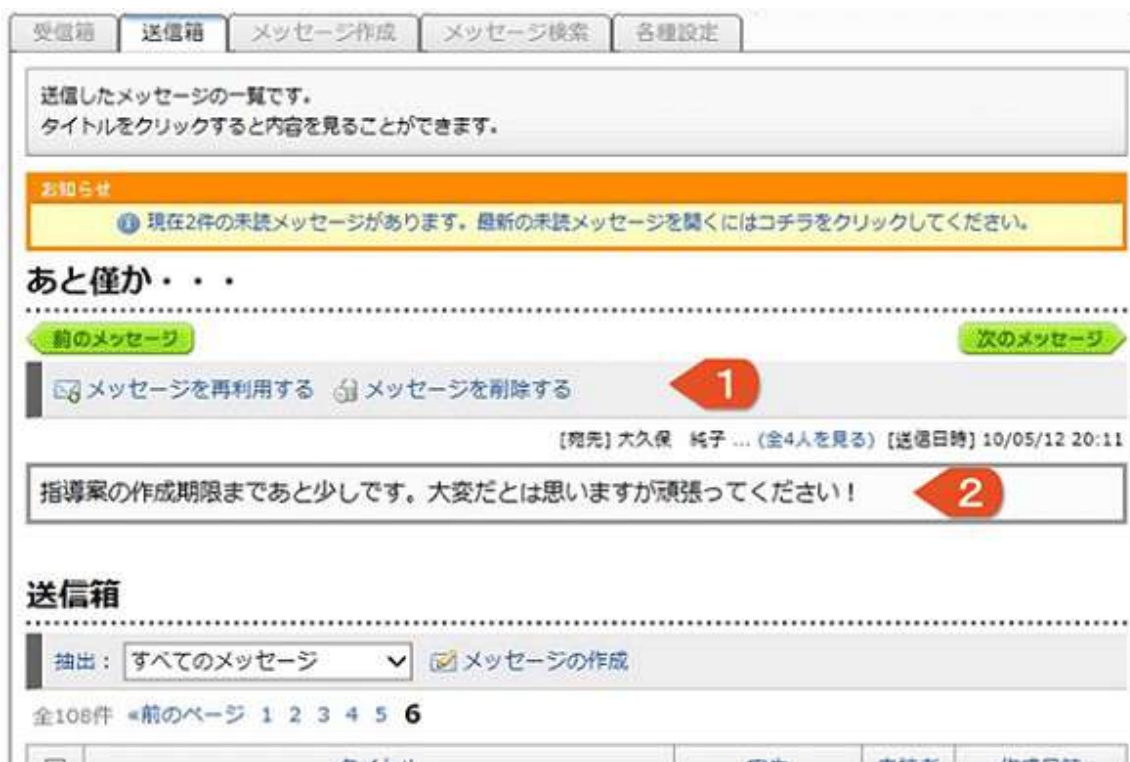 受信箱 送信箱 メッセージ作成 メッセージ検索 各種設定
送信したメッセージの一覧です。
タイトルをクリックすると内容を見ることができます。
お知らせ
現在2件の未読メッセージがあります。最新の未読メッセージを開くにはコチラをクリックしてください。
あと僅か・・・
前のメッセージ 次のメッセージ
メッセージを再利用する メッセージを削除する 1
[宛先] 大久保 純子 ... (全4人を見る) [送信日時] 10/05/12 20:11
指導案の作成期限まであと少しです。大変だとは思いますが頑張ってください！ 2
送信箱
抽出： すべてのメッセージ メッセージの作成
全108件 «前のページ 1 2 3 4 5 6